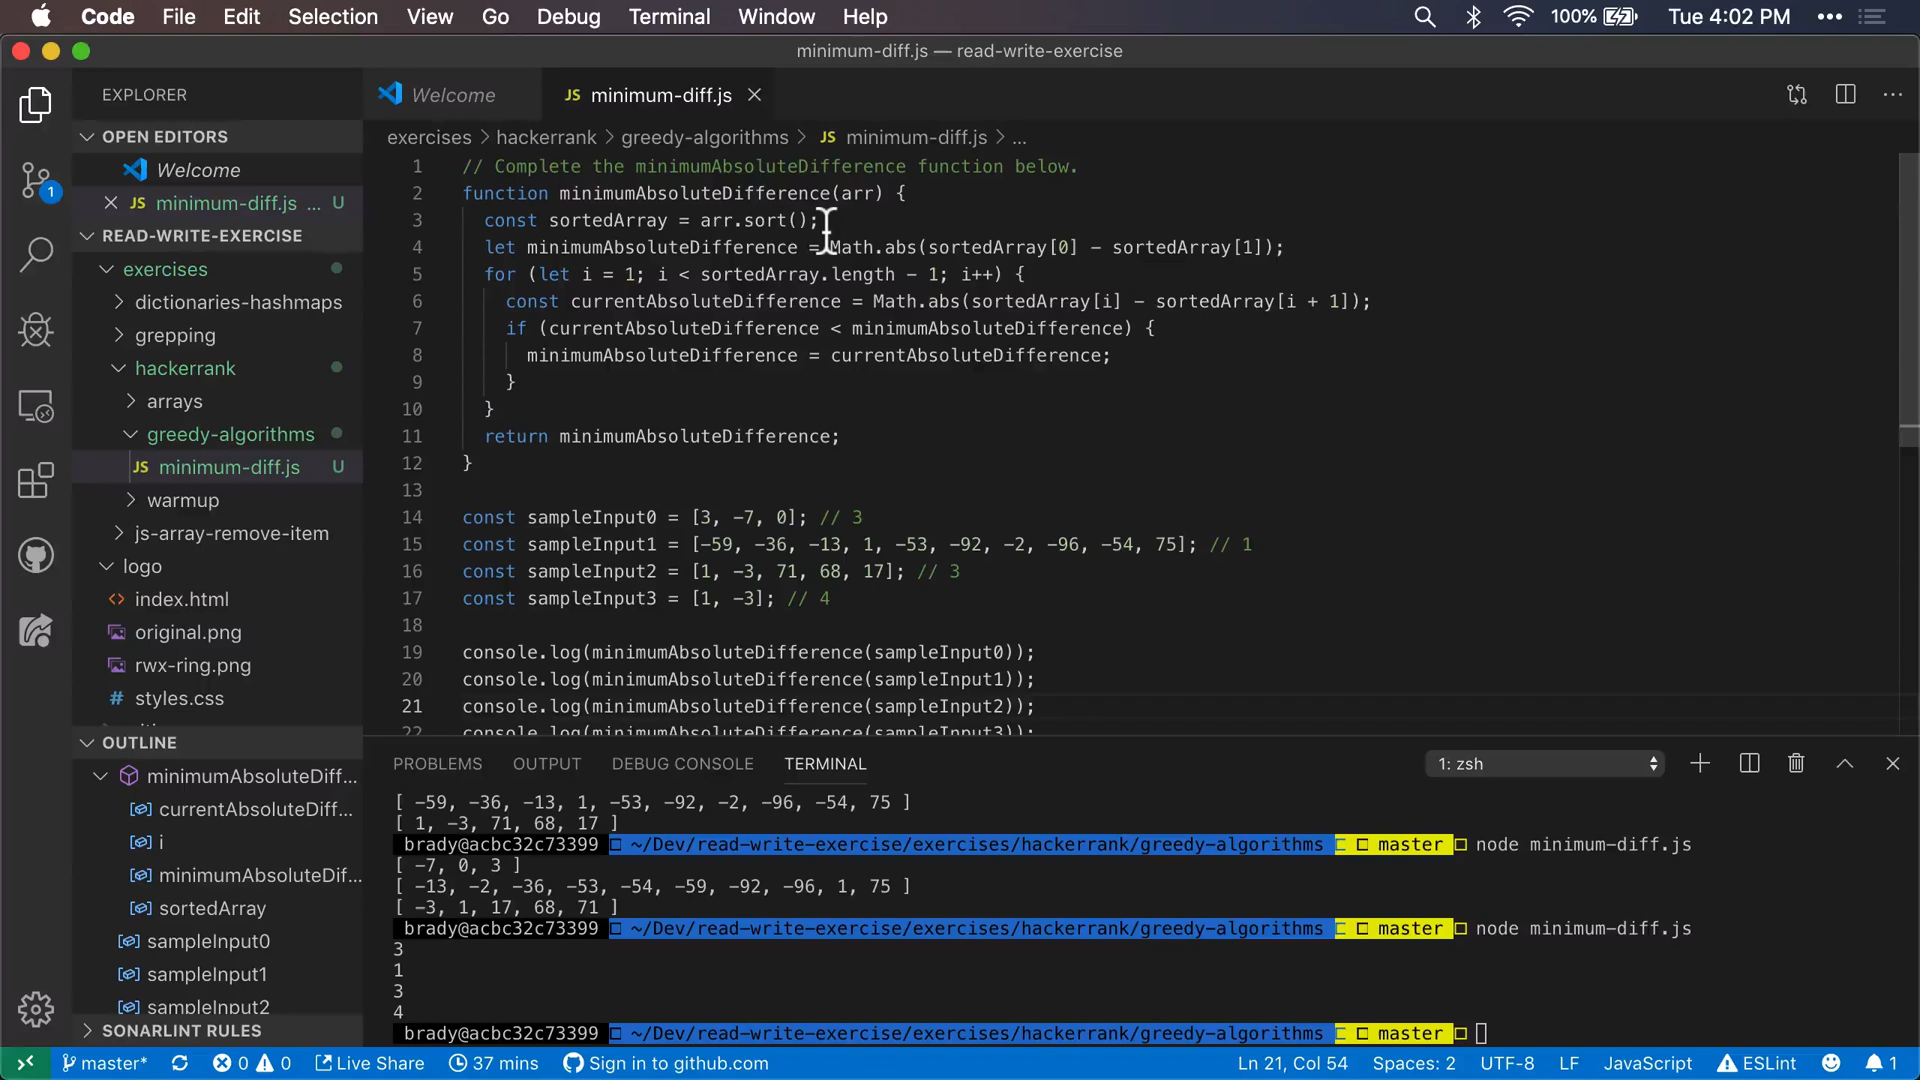 Code File Edit Selection View Go Debug Terminal Window Help 100% Tue 4:02 PM
minimum-diff.js — read-write-exercise
EXPLORER
OPEN EDITORS
Welcome
JS minimum-diff.js ... U
READ-WRITE-EXERCISE
exercises
dictionaries-hashmaps
grepping
hackerrank
arrays
greedy-algorithms
JS minimum-diff.js U
warmup
js-array-remove-item
logo
<> index.html
original.png
rwx-ring.png
# styles.css
OUTLINE
minimumAbsoluteDiff...
currentAbsoluteDiff...
i
minimumAbsoluteDif...
sortedArray
sampleInput0
sampleInput1
sampleInput2
SONARLINT RULES
1
Welcome JS minimum-diff.js
exercises > hackerrank > greedy-algorithms > JS minimum-diff.js > ...
1 // Complete the minimumAbsoluteDifference function below.
2 function minimumAbsoluteDifference(arr) {
3 const sortedArray = arr.sort();
4 let minimumAbsoluteDifference = Math.abs(sortedArray[0] - sortedArray[1]);
5 for (let i = 1; i < sortedArray.length - 1; i++) {
6 const currentAbsoluteDifference = Math.abs(sortedArray[i] - sortedArray[i + 1]);
7 if (currentAbsoluteDifference < minimumAbsoluteDifference) {
8 minimumAbsoluteDifference = currentAbsoluteDifference;
9 }
10 }
11 return minimumAbsoluteDifference;
12 }
13
14 const sampleInput0 = [3, -7, 0]; // 3
15 const sampleInput1 = [-59, -36, -13, 1, -53, -92, -2, -96, -54, 75]; // 1
16 const sampleInput2 = [1, -3, 71, 68, 17]; // 3
17 const sampleInput3 = [1, -3]; // 4
18
19 console.log(minimumAbsoluteDifference(sampleInput0));
20 console.log(minimumAbsoluteDifference(sampleInput1));
21 console.log(minimumAbsoluteDifference(sampleInput2));
22 console.log(minimumAbsoluteDifference(sampleInput3));
PROBLEMS OUTPUT DEBUG CONSOLE TERMINAL 1: zsh
[ -59, -36, -13, 1, -53, -92, -2, -96, -54, 75 ]
[ 1, -3, 71, 68, 17 ]
brady@acbc32c73399 ~/Dev/read-write-exercise/exercises/hackerrank/greedy-algorithms master node minimum-diff.js
[ -7, 0, 3 ]
[ -13, -2, -36, -53, -54, -59, -92, -96, 1, 75 ]
[ -3, 1, 17, 68, 71 ]
brady@acbc32c73399 ~/Dev/read-write-exercise/exercises/hackerrank/greedy-algorithms master node minimum-diff.js
3
1
3
4
brady@acbc32c73399 ~/Dev/read-write-exercise/exercises/hackerrank/greedy-algorithms master
master* 0 0 Live Share 37 mins Sign in to github.com Ln 21, Col 54 Spaces: 2 UTF-8 LF JavaScript ESLint 1